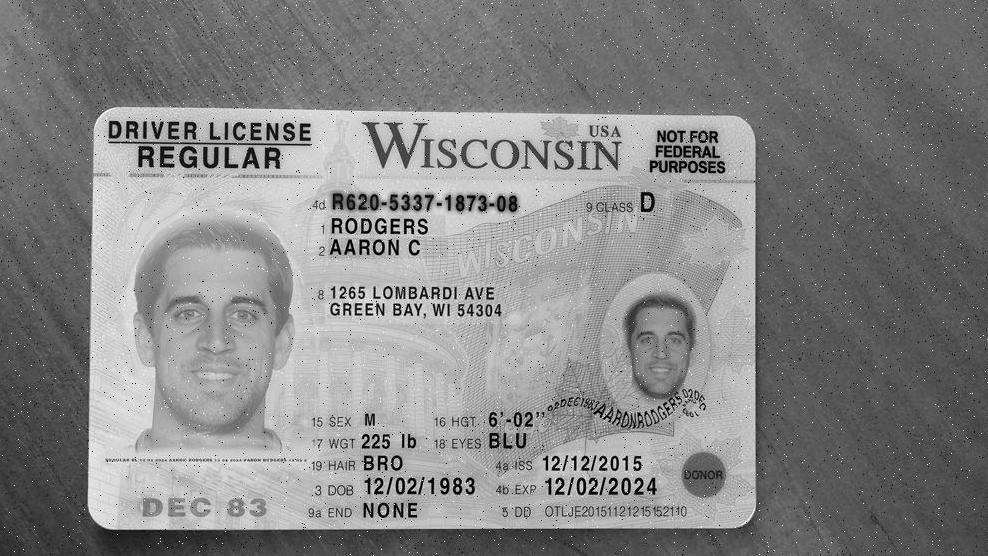 DRIVER LICENSE
REGULAR
WISCONSIN USA
NOT FOR
FEDERAL
PURPOSES
4d R620-5337-1873-08
9 CLASS D
1 RODGERS
2 AARON C
8 1265 LOMBARDI AVE
GREEN BAY, WI 54304
WISCONSIN
15 SEX M 16 HGT 6'-02"
17 WGT 225 lb 18 EYES BLU
19 HAIR BRO 4a ISS 12/12/2015
3 DOB 12/02/1983 4b EXP 12/02/2024
9a END NONE 5 DD OTLJE20151121215152110
DEC 83
DONOR